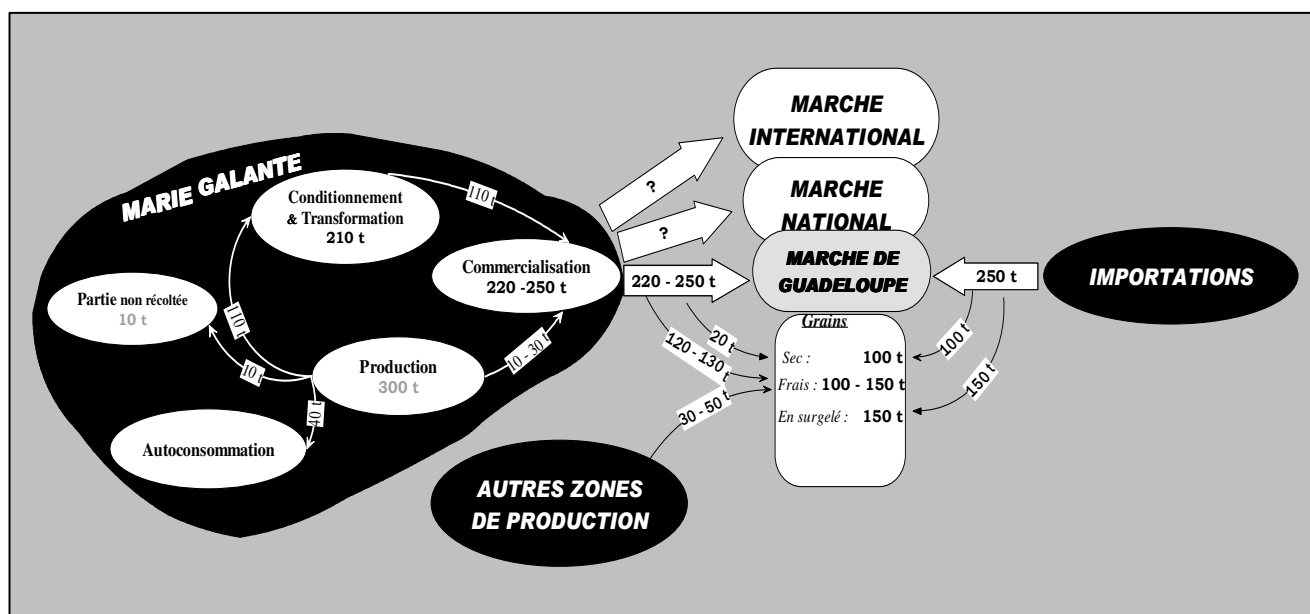 MARCHE
INTERNATIONAL
MARIE GALANTE
?
Conditionnement
& Transformation
210 t
110 t
MARCHE
NATIONAL
?
Commercialisation
220 -250 t
220 - 250 t
MARCHE DE
GUADELOUPE
250 t
IMPORTATIONS
Partie non récoltée
10 t
110 t
10 t
Production
300 t
10 - 30 t
40 t
Autoconsommation
20 t
120 - 130 t
30 - 50 t
Grains
Sec : 100 t
Frais : 100 - 150 t
En surgelé : 150 t
100 t
150 t
AUTRES ZONES
DE PRODUCTION